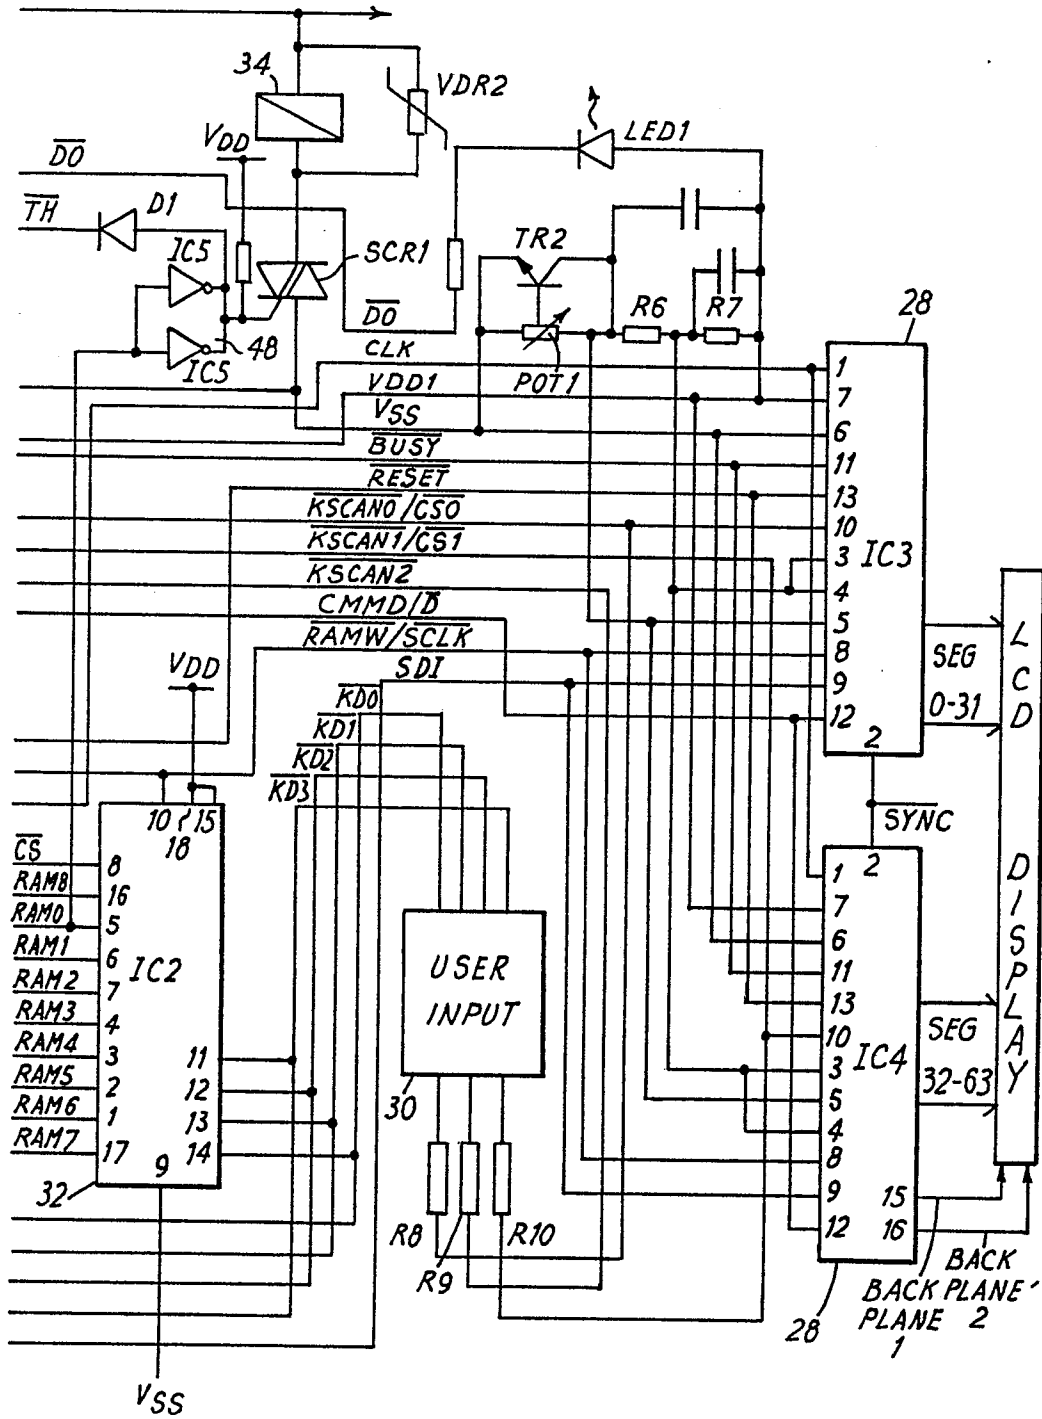 34
VDR2
VDD
LED1
DO
TH
D1
IC5
SCR1
TR2
R6
R7
28
DO
48
IC5
CLK
POT1
VDD1
VSS
BUSY
RESET
KSCAN0/CS0
KSCAN1/CS1
KSCAN2
CMMD/D
RAMW/SCLK
SDI
VDD
KD0
KD1
KD2
KD3
1
7
6
11
13
10
3
4
5
8
9
12
2
IC3
SEG
0-31
LCD
DISPLAY
SYNC
10
18
15
CS
RAM8
RAM0
RAM1
RAM2
RAM3
RAM4
RAM5
RAM6
RAM7
8
16
5
6
7
4
3
2
1
17
IC2
11
12
13
14
9
32
VSS
USER
INPUT
30
R8
R9
R10
2
1
7
6
11
13
10
3
5
4
8
9
12
IC4
SEG
32-63
15
16
28
BACK
PLANE
1
BACK
PLANE
2